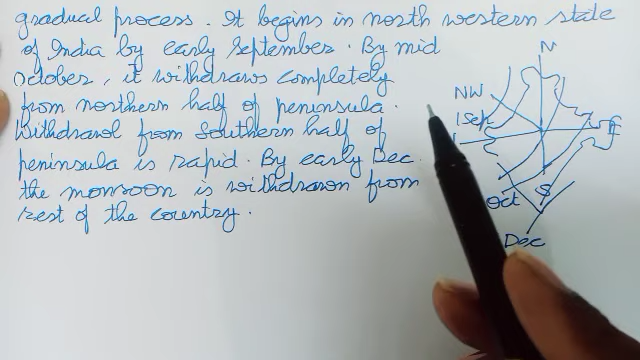 gradual process. It begins in north western state
of India by early september. By mid
October, it withdraws completely
from northern half of peninsula.
Withdrawl from Southern half of
peninsula is rapid. By early Dec.
the monsoon is withdrawn from
rest of the country.
N
NW
1 Sep
E
S
Oct
Dec